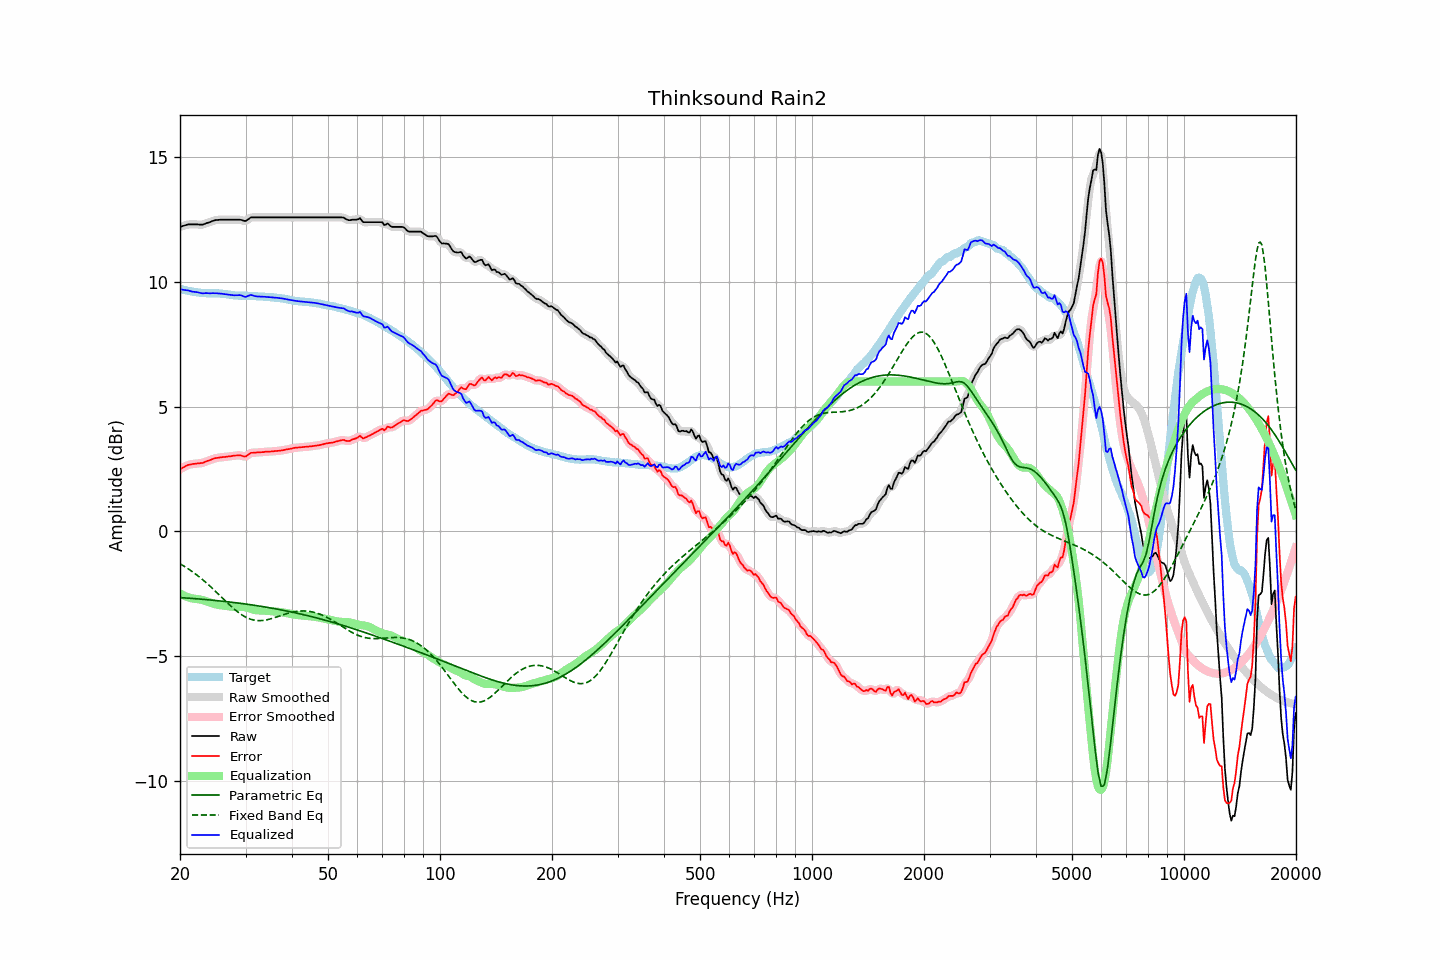 Thinksound Rain2
15
10
5
0
−5
−10
Amplitude (dBr)
Target
Raw Smoothed
Error Smoothed
Raw
Error
Equalization
Parametric Eq
Fixed Band Eq
Equalized
20
50
100
200
500
1000
2000
5000
10000
20000
Frequency (Hz)